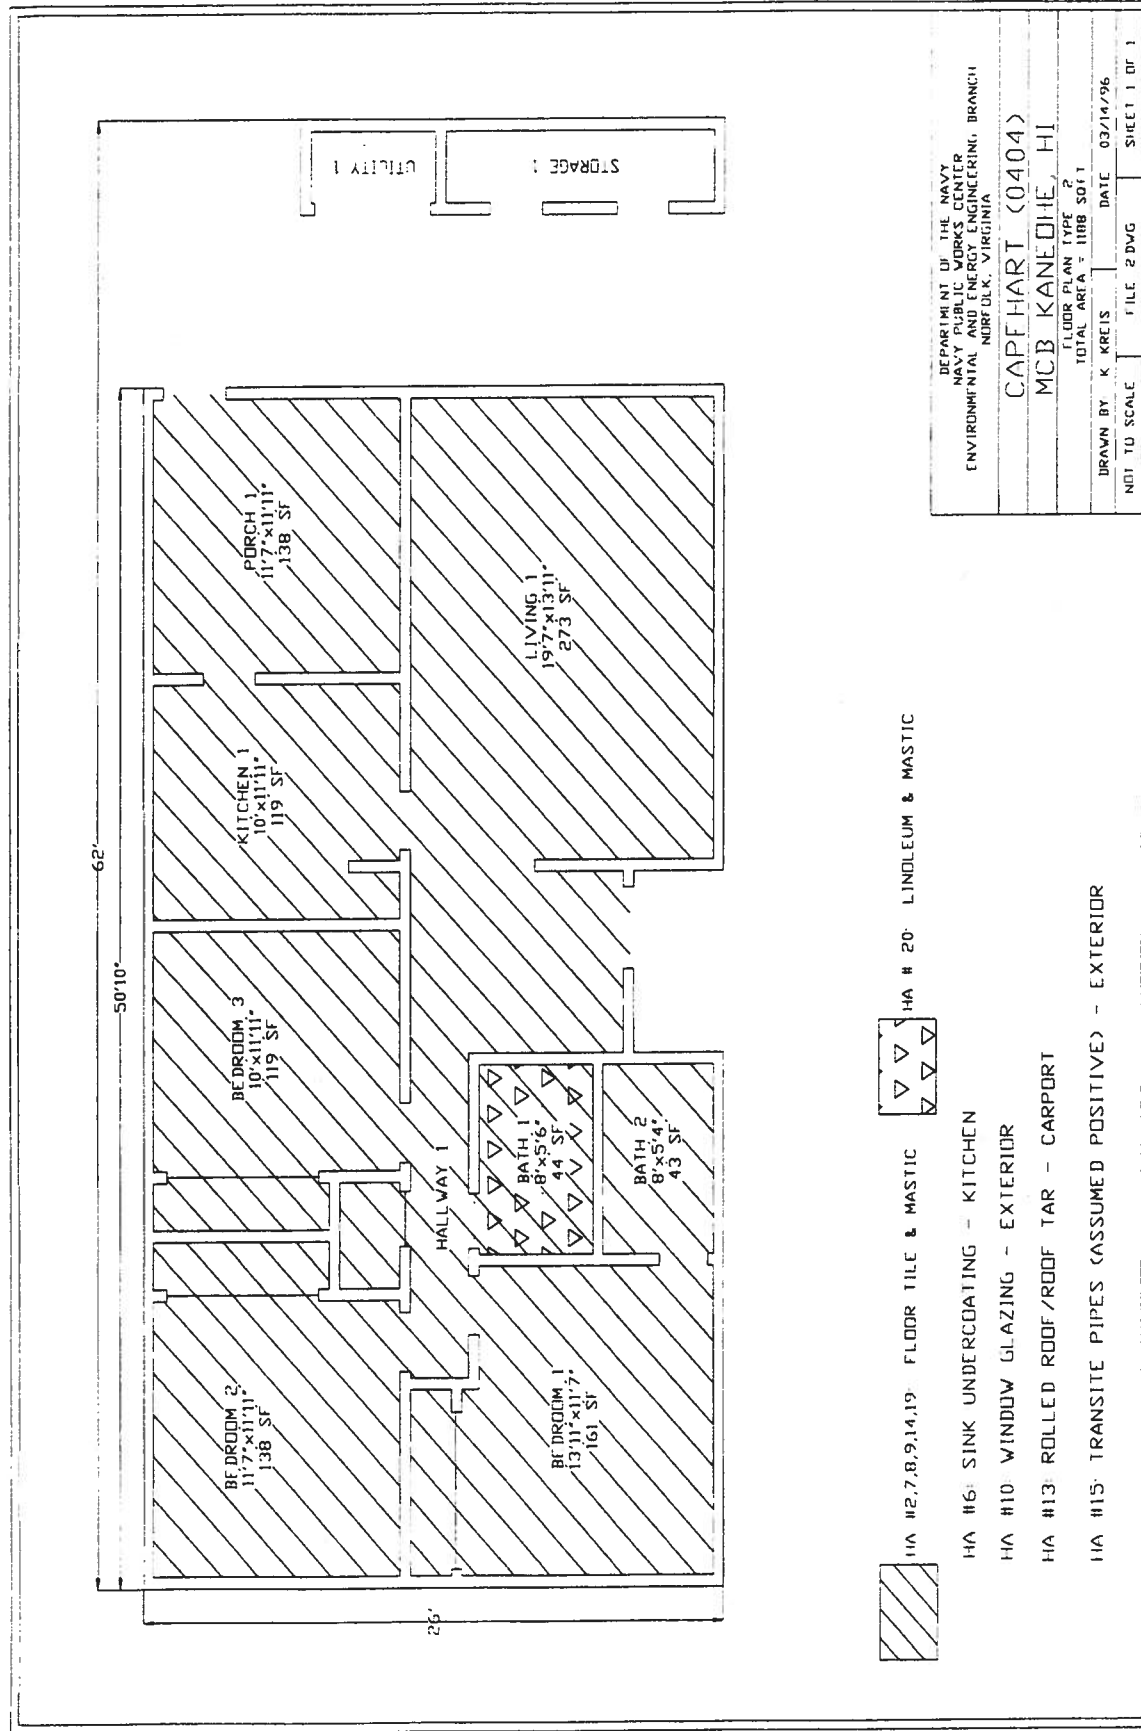 62'
50'10"
26'
BEDROOM 2
11'7"x11'11"
138 SF
BEDROOM 3
10'x11'11"
119 SF
KITCHEN 1
10'x11'11"
119 SF
PORCH 1
11'7"x11'11"
138 SF
UTILITY 1
STORAGE 1
HALLWAY 1
BEDROOM 1
13'11"x11'7"
161 SF
BATH 1
8'x5'6"
44 SF
BATH 2
8'x5'4"
43 SF
LIVING 1
19'7"x13'11"
273 SF
HA #2,7,8,9,14,19: FLOOR TILE & MASTIC
HA # 20: LINOLEUM & MASTIC
HA #6: SINK UNDERCOATING - KITCHEN
HA #10: WINDOW GLAZING - EXTERIOR
HA #13: ROLLED ROOF/ROOF TAR - CARPORT
HA #15: TRANSITE PIPES (ASSUMED POSITIVE) - EXTERIOR
DEPARTMENT OF THE NAVY
NAVY PUBLIC WORKS CENTER
ENVIRONMENTAL AND ENERGY ENGINEERING BRANCH
NORFOLK, VIRGINIA
CAPEHART (0404)
MCB KANEOHE, HI
FLOOR PLAN TYPE 2
TOTAL AREA = 1188 SQFT
DRAWN BY K KREIS
DATE 03/14/96
NOT TO SCALE
FILE 2DWG
SHEET 1 OF 1